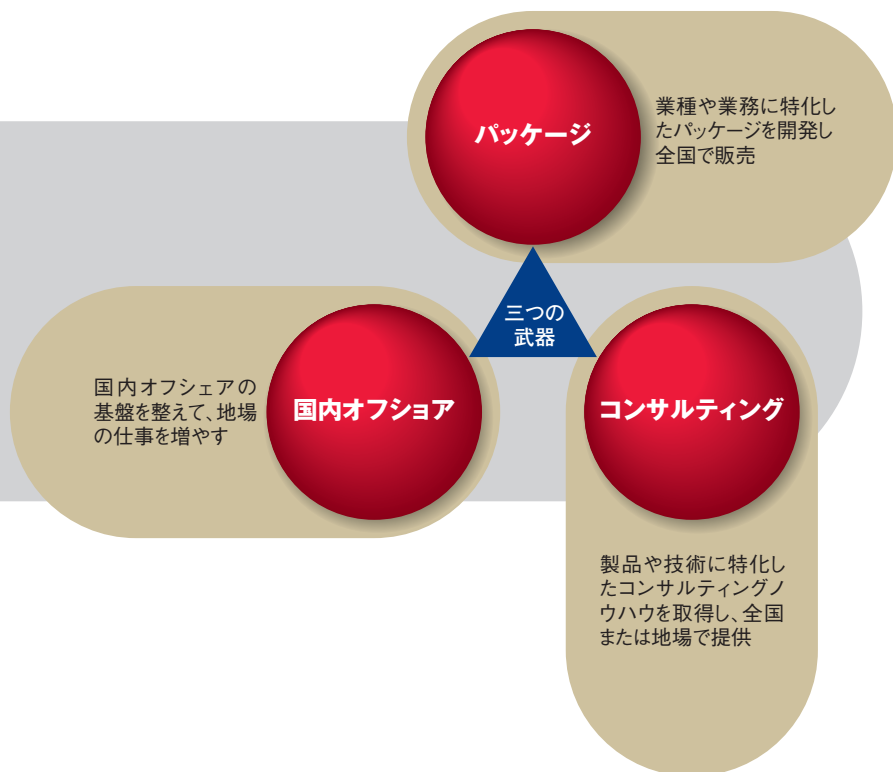 パッケージ
業種や業務に特化し
たパッケージを開発し
全国で販売
三つの
武器
国内オフシェアの
基盤を整えて、地場
の仕事を増やす
国内オフショア
コンサルティング
製品や技術に特化し
たコンサルティングノ
ウハウを取得し、全国
または地場で提供